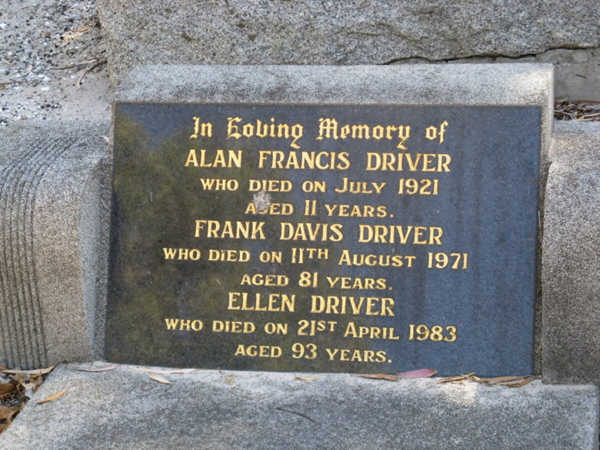 In Loving Memory of
ALAN FRANCIS DRIVER
WHO DIED ON JULY 1921
AGED 11 YEARS.
FRANK DAVIS DRIVER
WHO DIED ON 11TH AUGUST 1971
AGED 81 YEARS.
ELLEN DRIVER
WHO DIED ON 21ST APRIL 1983
AGED 93 YEARS.